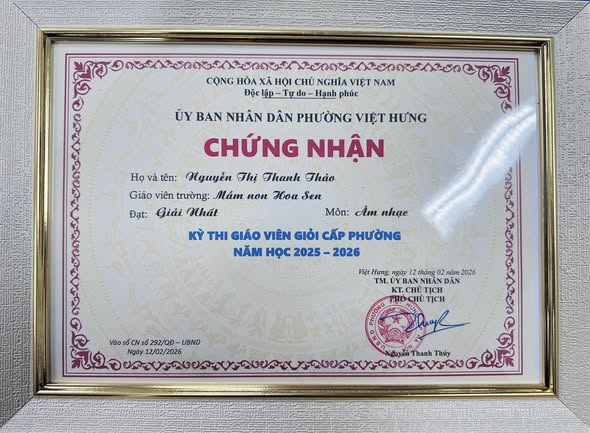 CỘNG HÒA XÃ HỘI CHỦ NGHĨA VIỆT NAM
Độc lập – Tự do – Hạnh phúc
ỦY BAN NHÂN DÂN PHƯỜNG VIỆT HƯNG
CHỨNG NHẬN
Họ và tên: Nguyễn Thị Thanh Thảo
Giáo viên trường: Mầm non Hoa Sen
Đạt: Giải Nhất Môn: Âm nhạc
KỲ THI GIÁO VIÊN GIỎI CẤP PHƯỜNG
NĂM HỌC 2025 – 2026
Việt Hưng, ngày 12 tháng 02 năm 2026
TM. ỦY BAN NHÂN DÂN
KT. CHỦ TỊCH
PHÓ CHỦ TỊCH
Nguyễn Thanh Thúy
Vào sổ CN số 292/QĐ – UBND
Ngày 12/02/2026